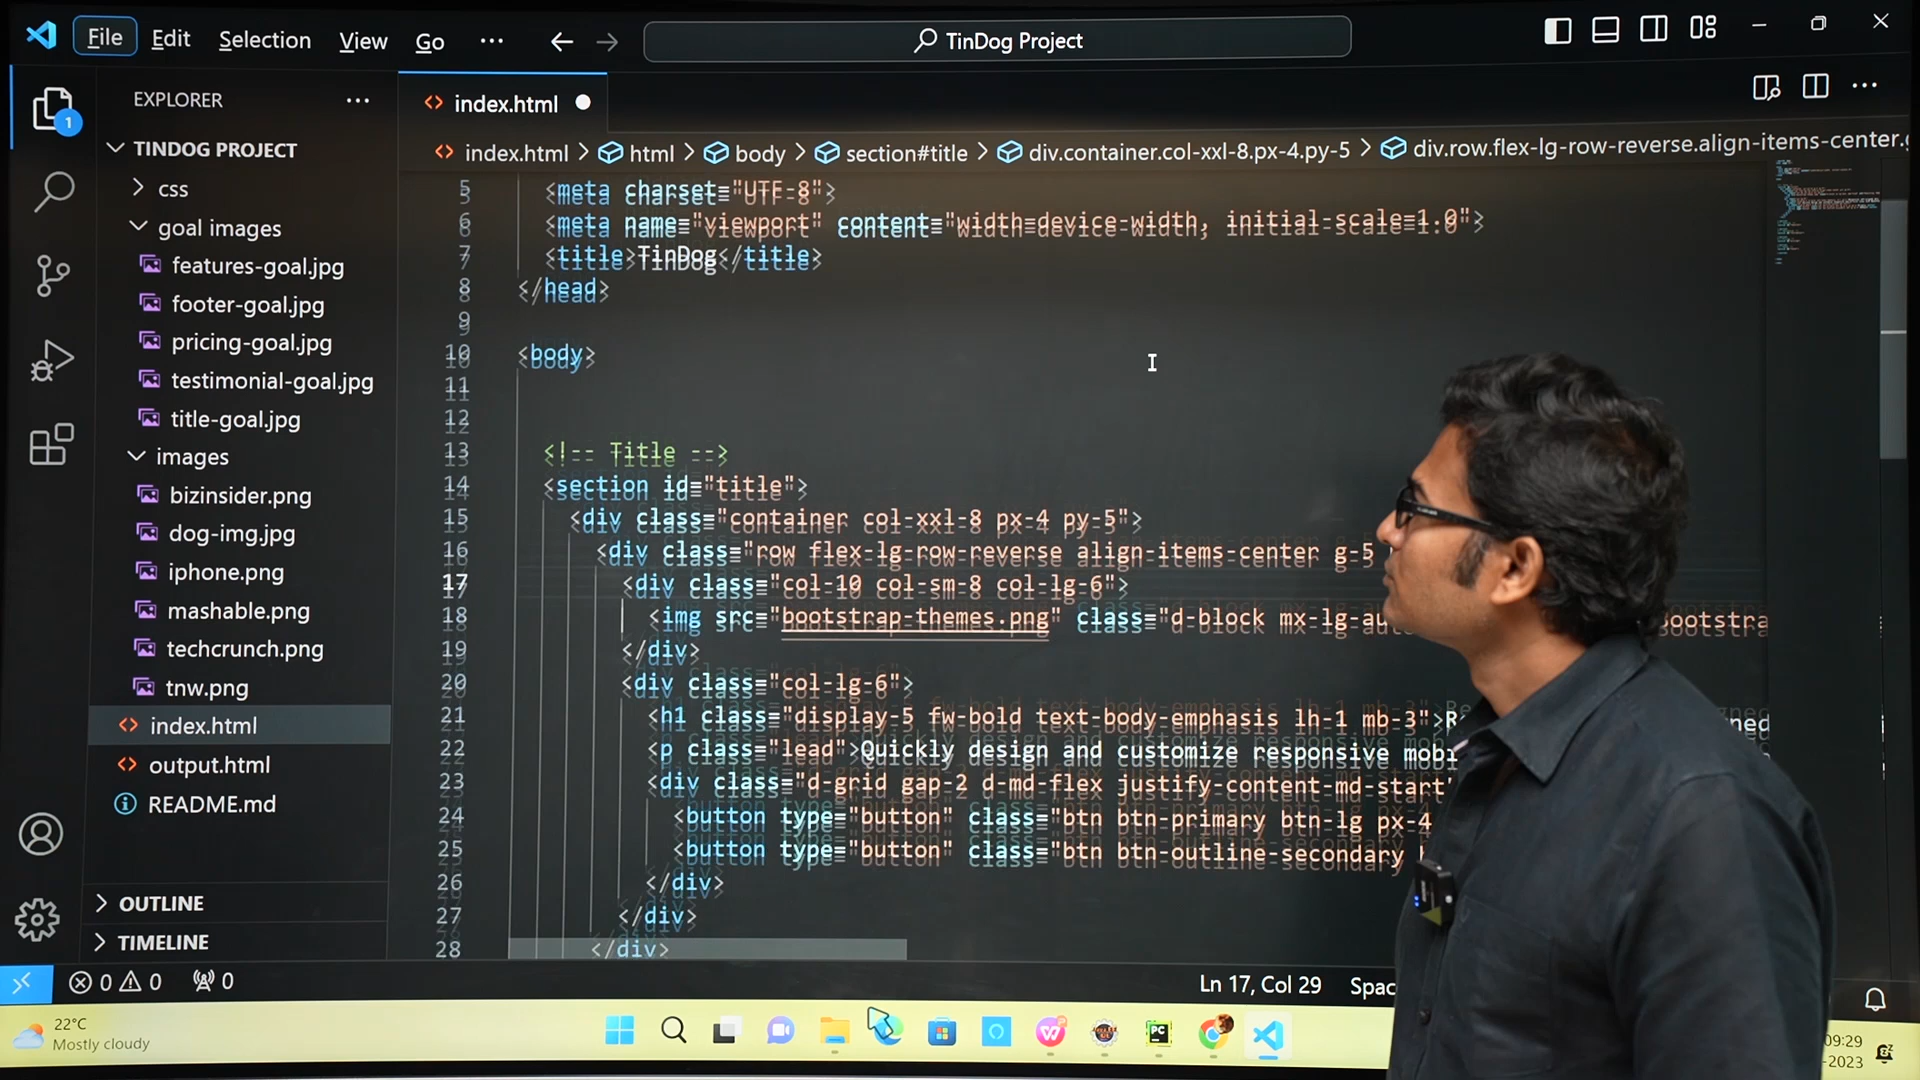 File Edit Selection View Go ··· TinDog Project
EXPLORER ···
index.html
TINDOG PROJECT
index.html > html > body > section#title > div.container.col-xxl-8.px-4.py-5 > div.row.flex-lg-row-reverse.align-items-center.
css
goal images
features-goal.jpg
footer-goal.jpg
pricing-goal.jpg
testimonial-goal.jpg
title-goal.jpg
images
bizinsider.png
dog-img.jpg
iphone.png
mashable.png
techcrunch.png
tnw.png
index.html
output.html
README.md
OUTLINE
TIMELINE
1
5 <meta charset="UTF-8">
6 <meta name="viewport" content="width=device-width, initial-scale=1.0">
7 <title>TinDog</title>
8 </head>
9
10 <body>
11
12
13 <!-- Title -->
14 <section id="title">
15 <div class="container col-xxl-8 px-4 py-5">
16 <div class="row flex-lg-row-reverse align-items-center g-5
17 <div class="col-10 col-sm-8 col-lg-6">
18 <img src="bootstrap-themes.png" class="d-block mx-lg-au
19 </div>
20 <div class="col-lg-6">
21 <h1 class="display-5 fw-bold text-body-emphasis lh-1 mb-3">
22 <p class="lead">Quickly design and customize responsive mobi
23 <div class="d-grid gap-2 d-md-flex justify-content-md-start
24 <button type="button" class="btn btn-primary btn-lg px-4
25 <button type="button" class="btn btn-outline-secondary
26 </div>
27 </div>
28 </div>
0 0 0
Ln 17, Col 29 Spac
22°C
Mostly cloudy
PC
09:29
-2023